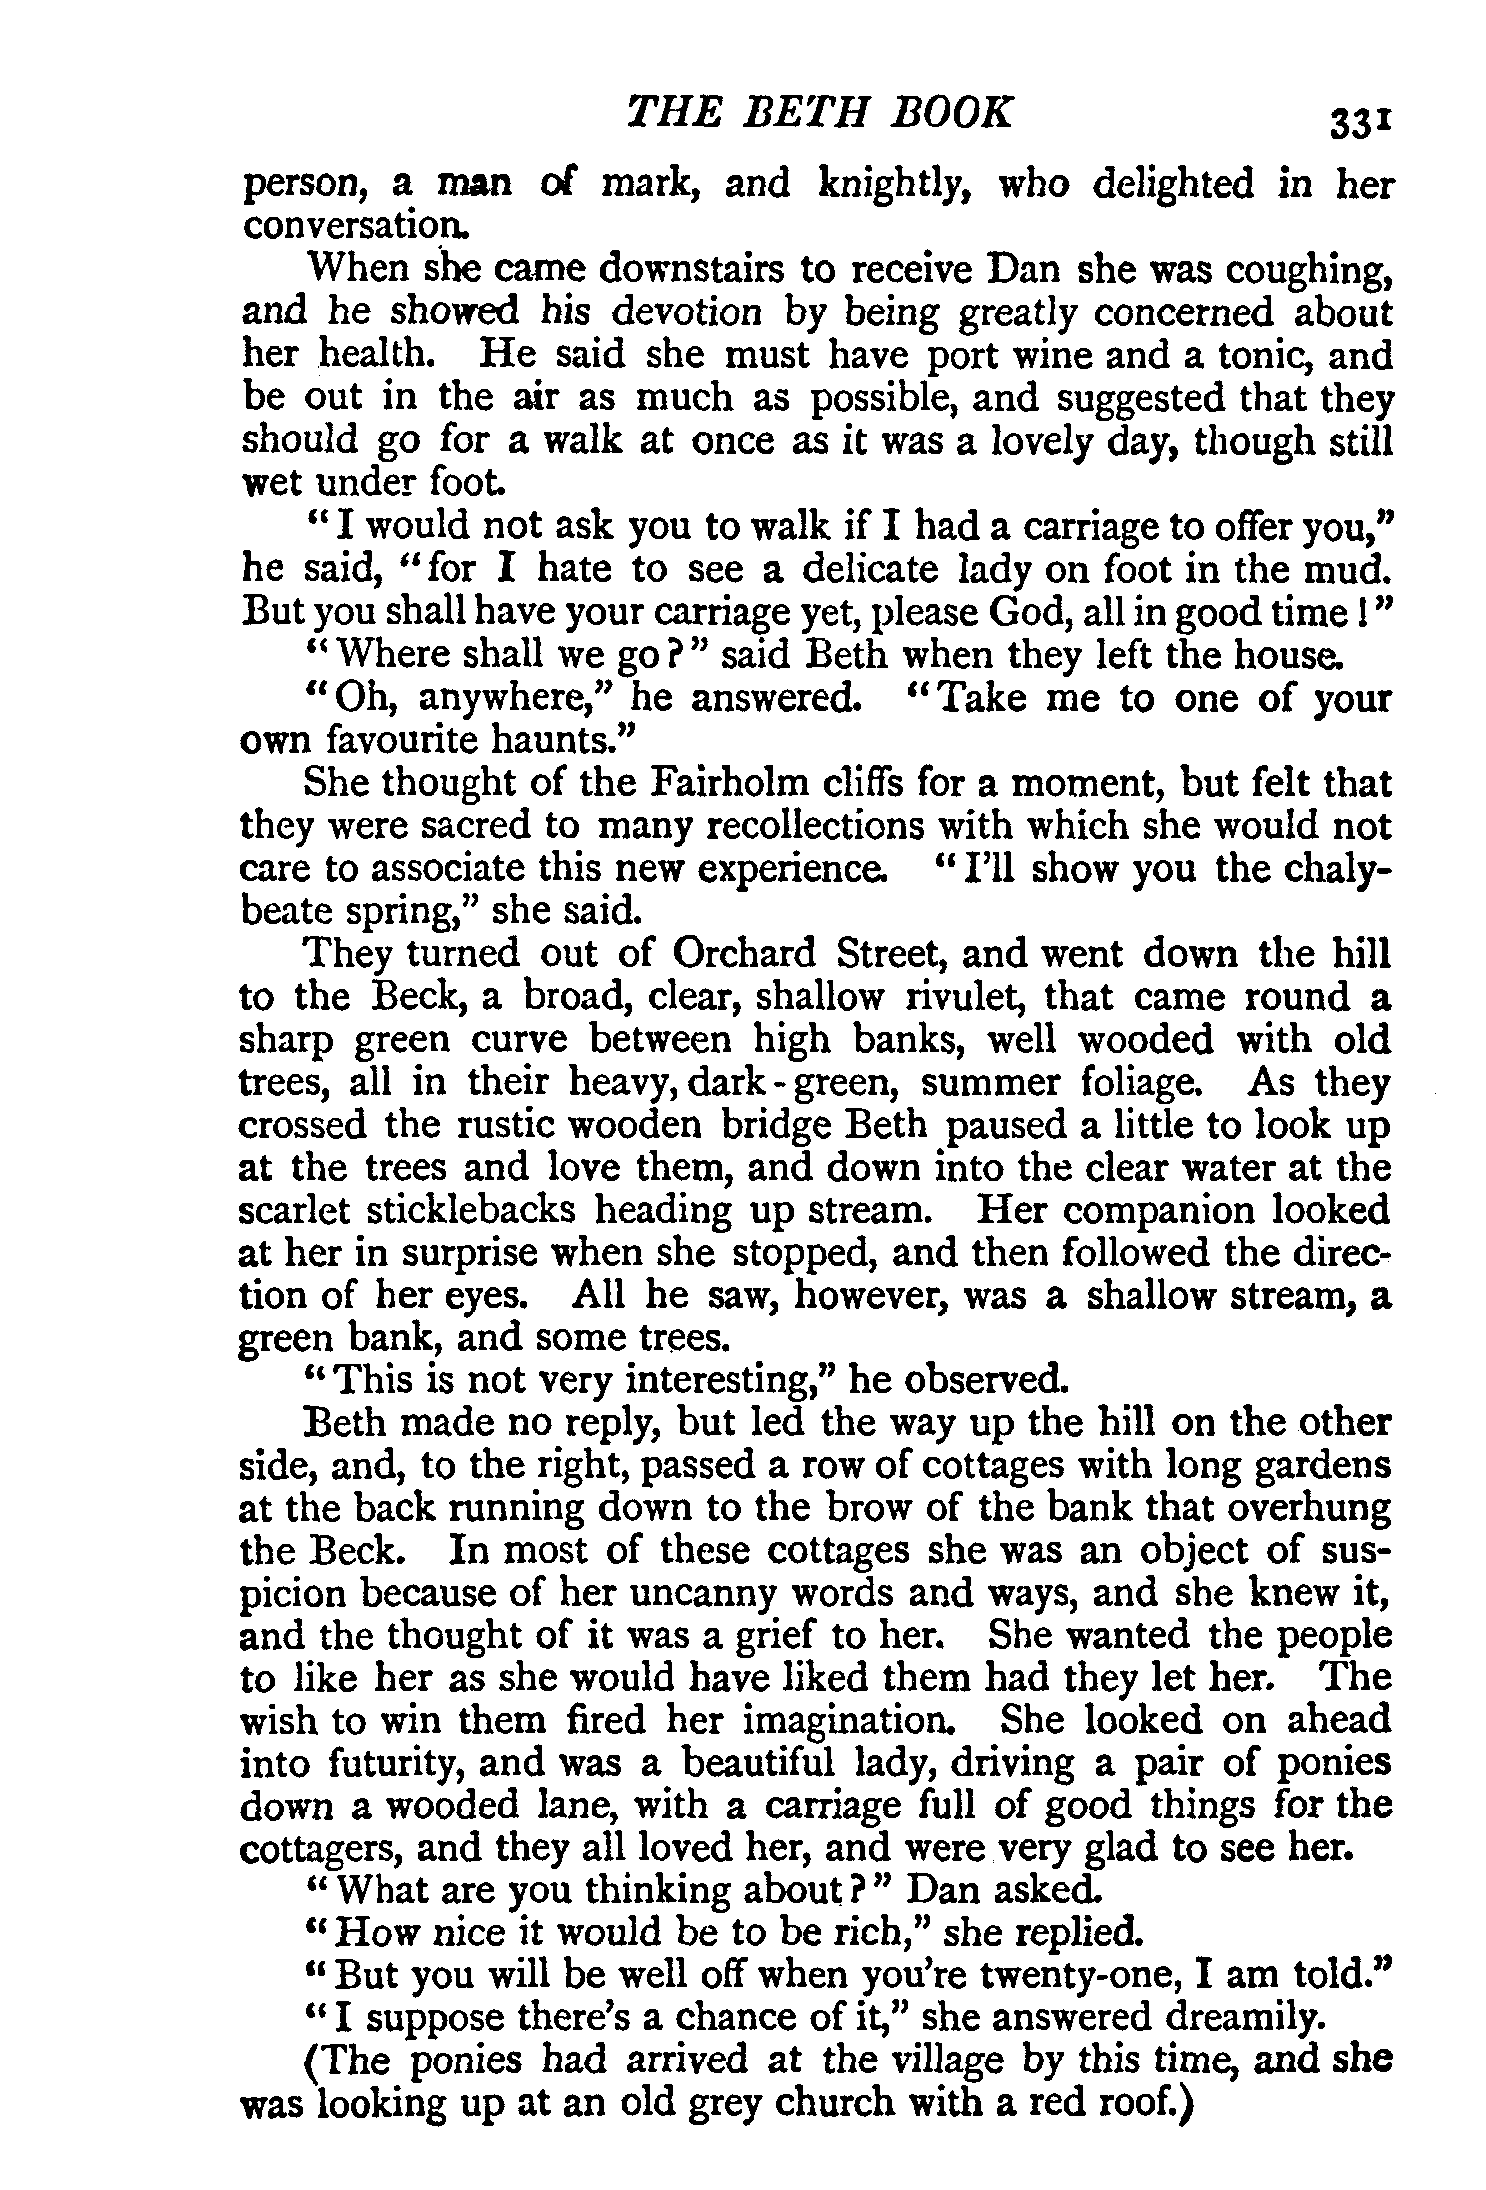 THE BETH BOOK 331
person, a man of mark, and knightly, who delighted in her
conversation.
When she came downstairs to receive Dan she was coughing,
and he showed his devotion by being greatly concerned about
her health. He said she must have port wine and a tonic, and
be out in the air as much as possible, and suggested that they
should go for a walk at once as it was a lovely day, though still
wet under foot.
“I would not ask you to walk if I had a carriage to offer you,”
he said, “for I hate to see a delicate lady on foot in the mud.
But you shall have your carriage yet, please God, all in good time!”
“Where shall we go?” said Beth when they left the house.
“Oh, anywhere,” he answered. “Take me to one of your
own favourite haunts.”
She thought of the Fairholm cliffs for a moment, but felt that
they were sacred to many recollections with which she would not
care to associate this new experience. “I’ll show you the chaly-
beate spring,” she said.
They turned out of Orchard Street, and went down the hill
to the Beck, a broad, clear, shallow rivulet, that came round a
sharp green curve between high banks, well wooded with old
trees, all in their heavy, dark-green, summer foliage. As they
crossed the rustic wooden bridge Beth paused a little to look up
at the trees and love them, and down into the clear water at the
scarlet sticklebacks heading up stream. Her companion looked
at her in surprise when she stopped, and then followed the direc-
tion of her eyes. All he saw, however, was a shallow stream, a
green bank, and some trees.
“This is not very interesting,” he observed.
Beth made no reply, but led the way up the hill on the other
side, and, to the right, passed a row of cottages with long gardens
at the back running down to the brow of the bank that overhung
the Beck. In most of these cottages she was an object of sus-
picion because of her uncanny words and ways, and she knew it,
and the thought of it was a grief to her. She wanted the people
to like her as she would have liked them had they let her. The
wish to win them fired her imagination. She looked on ahead
into futurity, and was a beautiful lady, driving a pair of ponies
down a wooded lane, with a carriage full of good things for the
cottagers, and they all loved her, and were very glad to see her.
“What are you thinking about?” Dan asked.
“How nice it would be to be rich,” she replied.
“But you will be well off when you’re twenty-one, I am told.”
“I suppose there’s a chance of it,” she answered dreamily.
(The ponies had arrived at the village by this time, and she
was looking up at an old grey church with a red roof.)